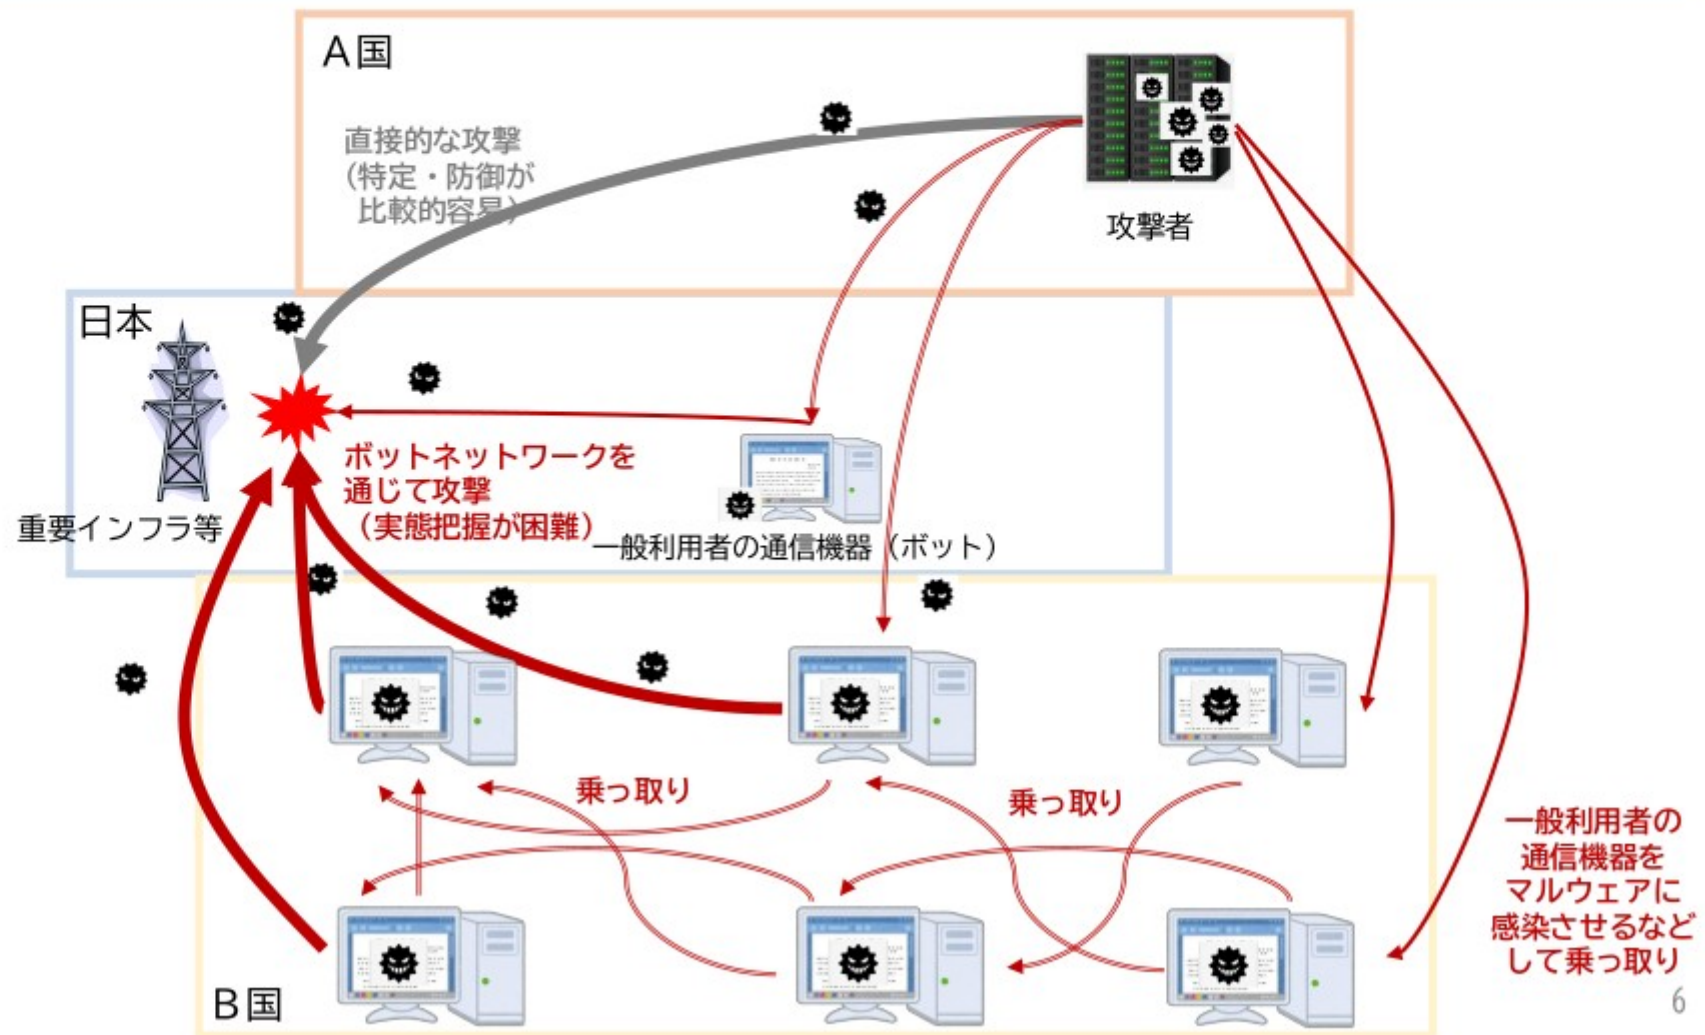 A国
直接的な攻撃
（特定・防御が
比較的容易）
攻撃者
日本
重要インフラ等
ボットネットワークを
通じて攻撃
（実態把握が困難）
一般利用者の通信機器（ボット）
乗っ取り
乗っ取り
一般利用者の
通信機器を
マルウェアに
感染させるなど
して乗っ取り
B国
6